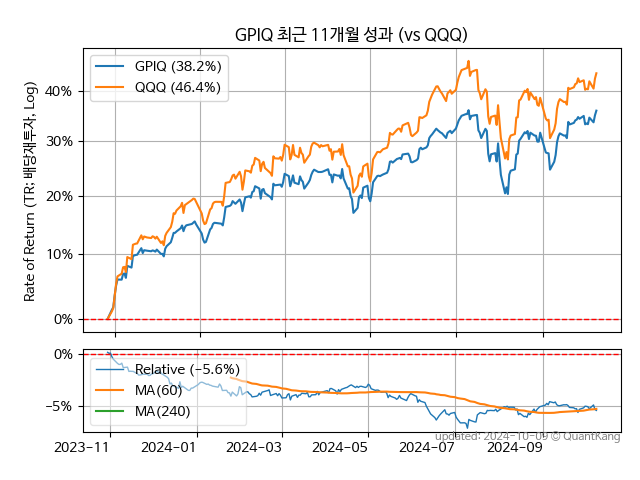 GPIQ 최근 11개월 성과 (vs QQQ)
GPIQ (38.2%)
QQQ (46.4%)
Rate of Return (TR: 배당재투자, Log)
40%
30%
20%
10%
0%
0%
−5%
Relative (−5.6%)
MA(60)
MA(240)
2023−11
2024−01
2024−03
2024−05
2024−07
2024−09
updated: 2024−10−09 © QuantKang